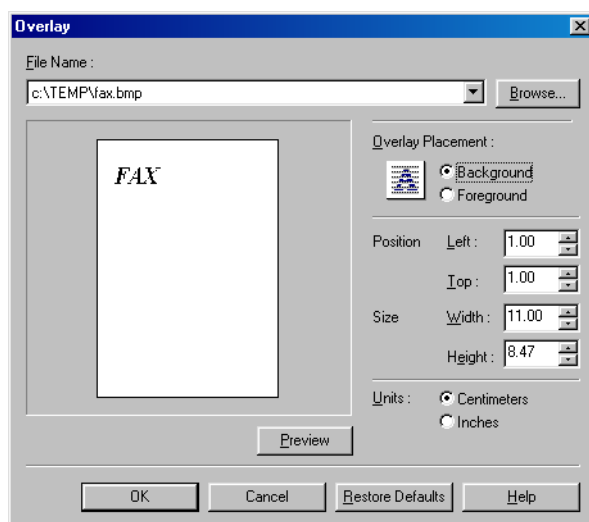 Overlay
File Name :
c:\TEMP\fax.bmp
Browse...
FAX
Overlay Placement :
Background
Foreground
Position Left : 1.00
Top : 1.00
Size Width : 11.00
Height : 8.47
Units : Centimeters
Inches
Preview
OK Cancel Restore Defaults Help